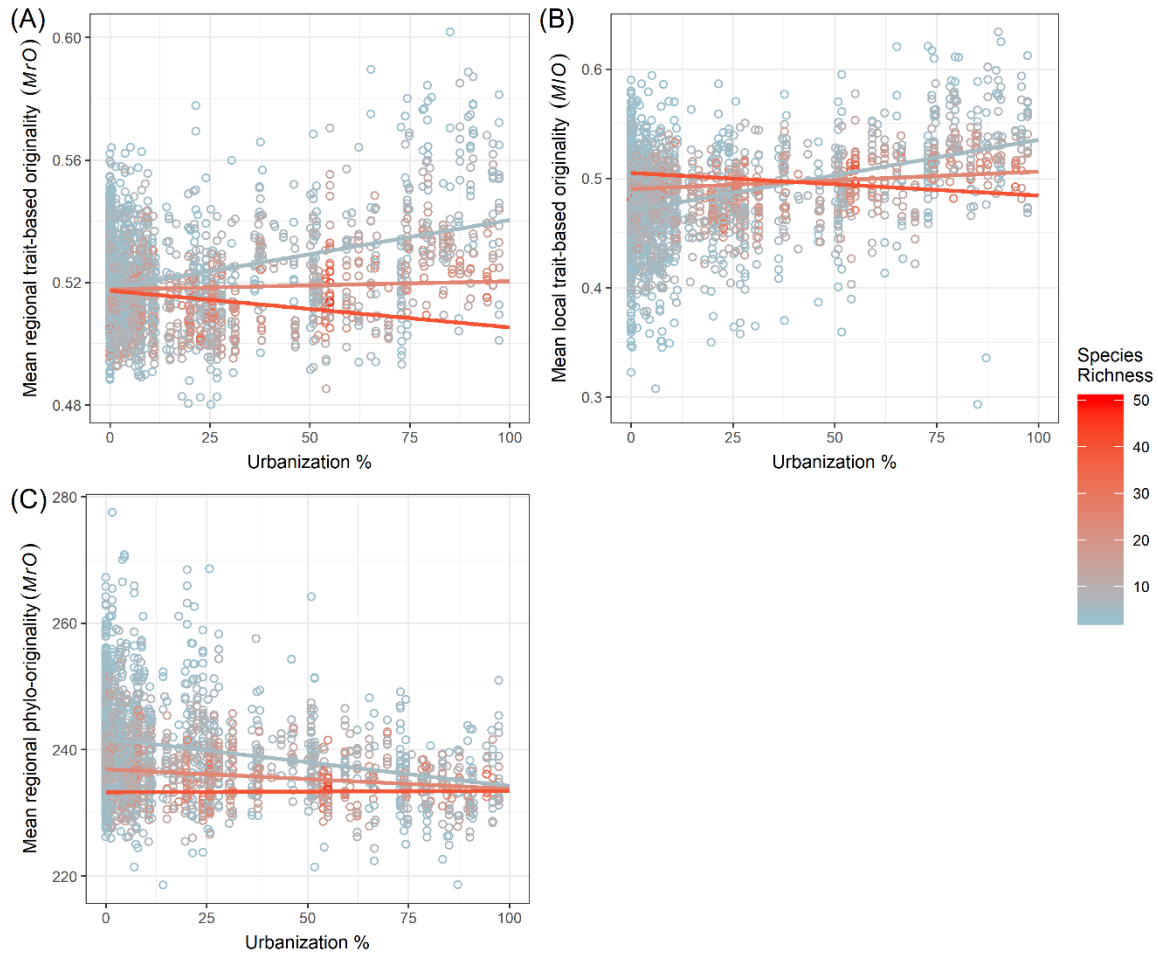 (A)
Mean regional trait-based originality (MrO)
0.60
0.56
0.52
0.48
0
25
50
75
100
Urbanization %
(B)
Mean local trait-based originality (MlO)
0.6
0.5
0.4
0.3
0
25
50
75
100
Urbanization %
Species
Richness
50
40
30
20
10
(C)
Mean regional phylo-originality (MrO)
280
260
240
220
0
25
50
75
100
Urbanization %